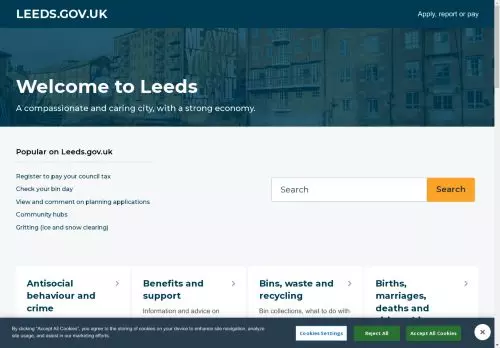 LEEDS.GOV.UK
Apply, report or pay
Welcome to Leeds
A compassionate and caring city, with a strong economy.
Popular on Leeds.gov.uk
Register to pay your council tax
Check your bin day
View and comment on planning applications
Community hubs
Gritting (ice and snow clearing)
Search
Search
Antisocial
behaviour and
crime
Benefits and
support
Information and advice on
Bins, waste and
recycling
Bin collections, what to do with
Births,
marriages,
deaths and
By clicking "Accept All Cookies", you agree to the storing of cookies on your device to enhance site navigation, analyze
site usage, and assist in our marketing efforts.
Cookies Settings
Reject All
Accept All Cookies